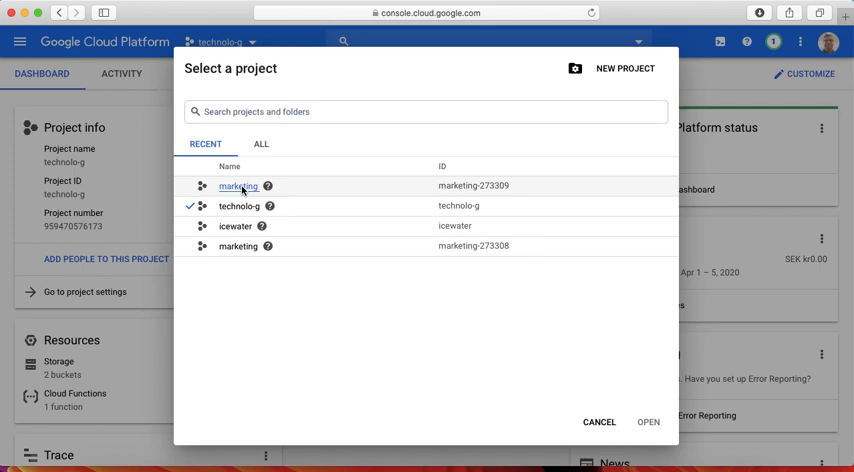 console.cloud.google.com
Google Cloud Platform
technolo-g
1
DASHBOARD
ACTIVITY
CUSTOMIZE
Select a project
NEW PROJECT
Search projects and folders
RECENT
ALL
Name
ID
marketing
marketing-273309
technolo-g
technolo-g
icewater
icewater
marketing
marketing-273308
CANCEL
OPEN
Project info
Project name
technolo-g
Project ID
technolo-g
Project number
959470576173
ADD PEOPLE TO THIS PROJECT
Go to project settings
Resources
Storage
2 buckets
Cloud Functions
1 function
Trace
Platform status
ashboard
SEK kr0.00
Apr 1 – 5, 2020
es
. Have you set up Error Reporting?
Error Reporting
News